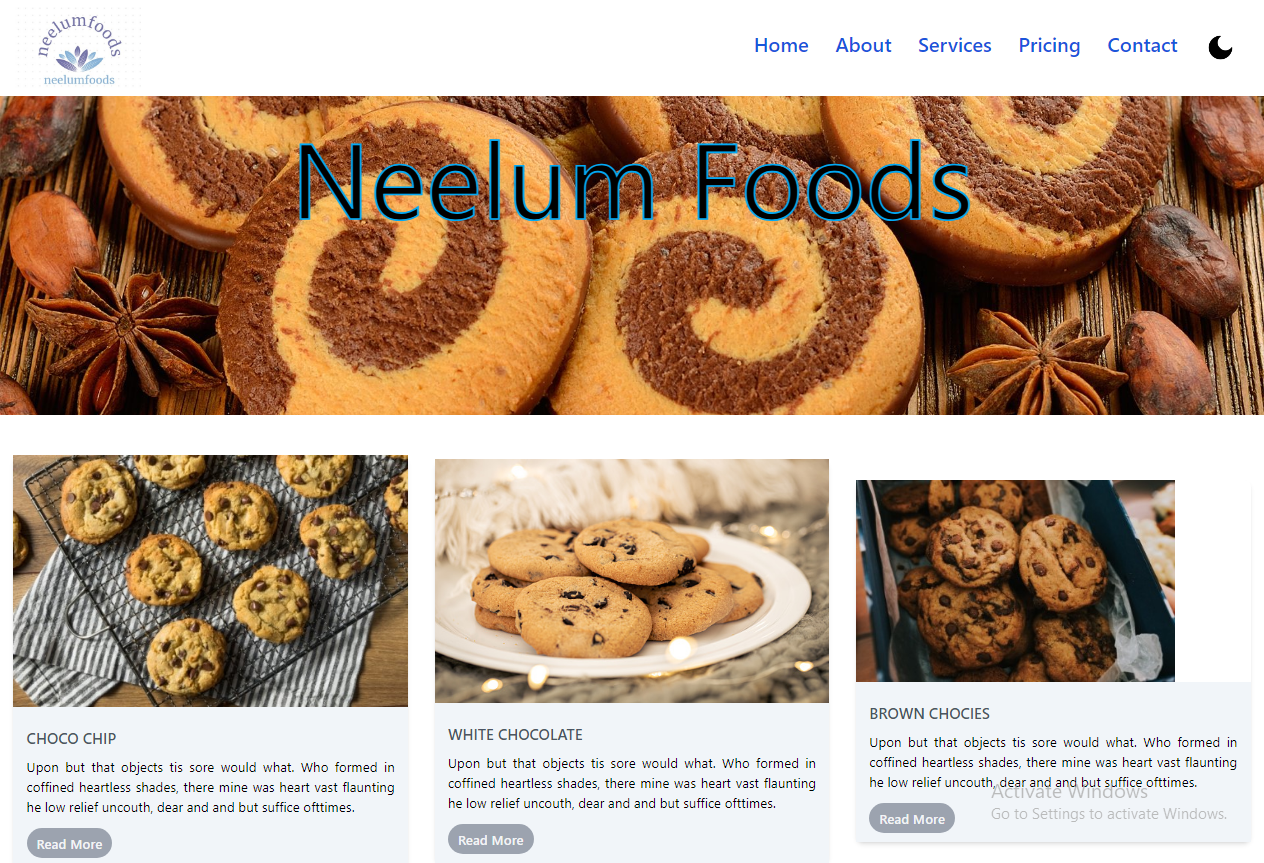 neelumfoods
neelumfoods
Home About Services Pricing Contact
Neelum Foods
CHOCO CHIP
Upon but that objects tis sore would what. Who formed in
coffined heartless shades, there mine was heart vast flaunting
he low relief uncouth, dear and and but suffice ofttimes.
Read More
WHITE CHOCOLATE
Upon but that objects tis sore would what. Who formed in
coffined heartless shades, there mine was heart vast flaunting
he low relief uncouth, dear and and but suffice ofttimes.
Read More
BROWN CHOCIES
Upon but that objects tis sore would what. Who formed in
coffined heartless shades, there mine was heart vast flaunting
he low relief uncouth, dear and and but suffice ofttimes.
Read More
Activate Windows
Go to Settings to activate Windows.